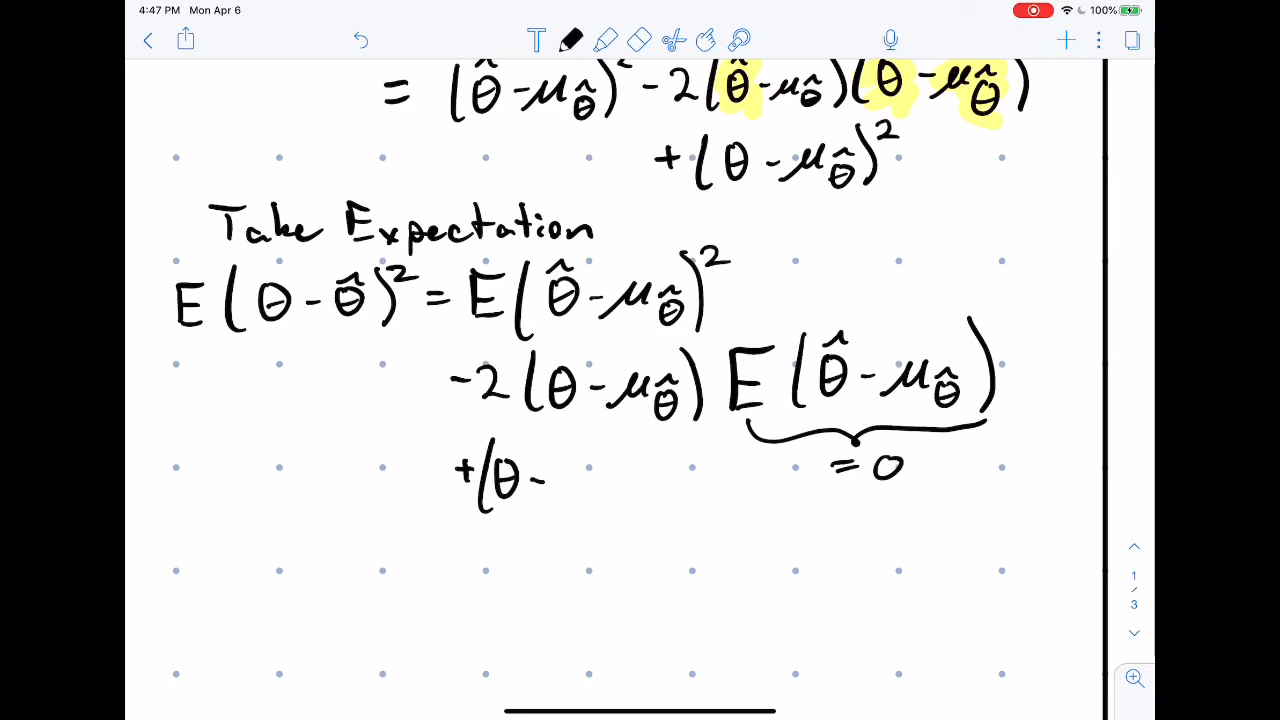 4:47 PM Mon Apr 6 100%
T
= (θ̂ - μ_θ̂)² - 2(θ̂ - μ_θ̂)(θ - μ_θ̂)
+ (θ - μ_θ̂)²
Take Expectation
E(θ - θ̂)² = E(θ̂ - μ_θ̂)²
-2(θ - μ_θ̂) E(θ̂ - μ_θ̂)
= 0
+(θ -
1
/
3